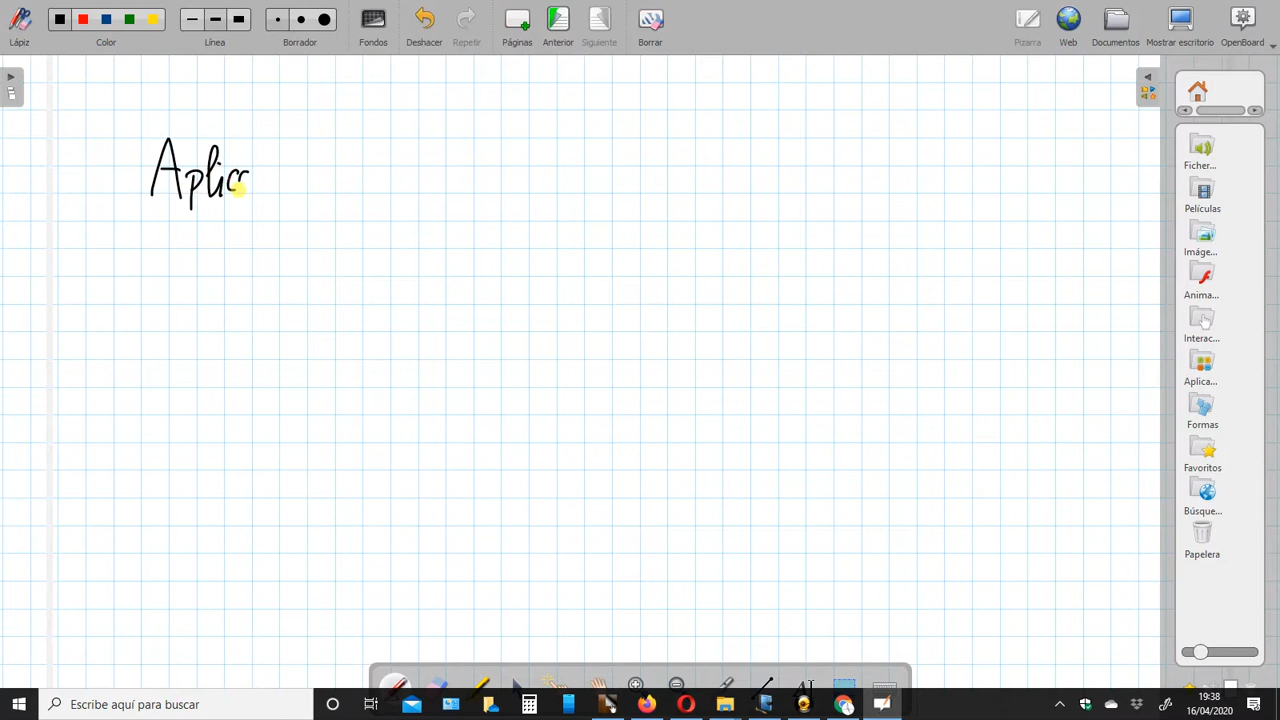 Lápiz Color Línea Borrador Fondos Deshacer Repetir Páginas Anterior Siguiente Borrar Pizarra Web Documentos Mostrar escritorio OpenBoard
Aplic
Ficher...
Películas
Imáge...
Anima...
Interac...
Aplica...
Formas
Favoritos
Búsque...
Papelera
Escribe aquí para buscar
19:38
16/04/2020